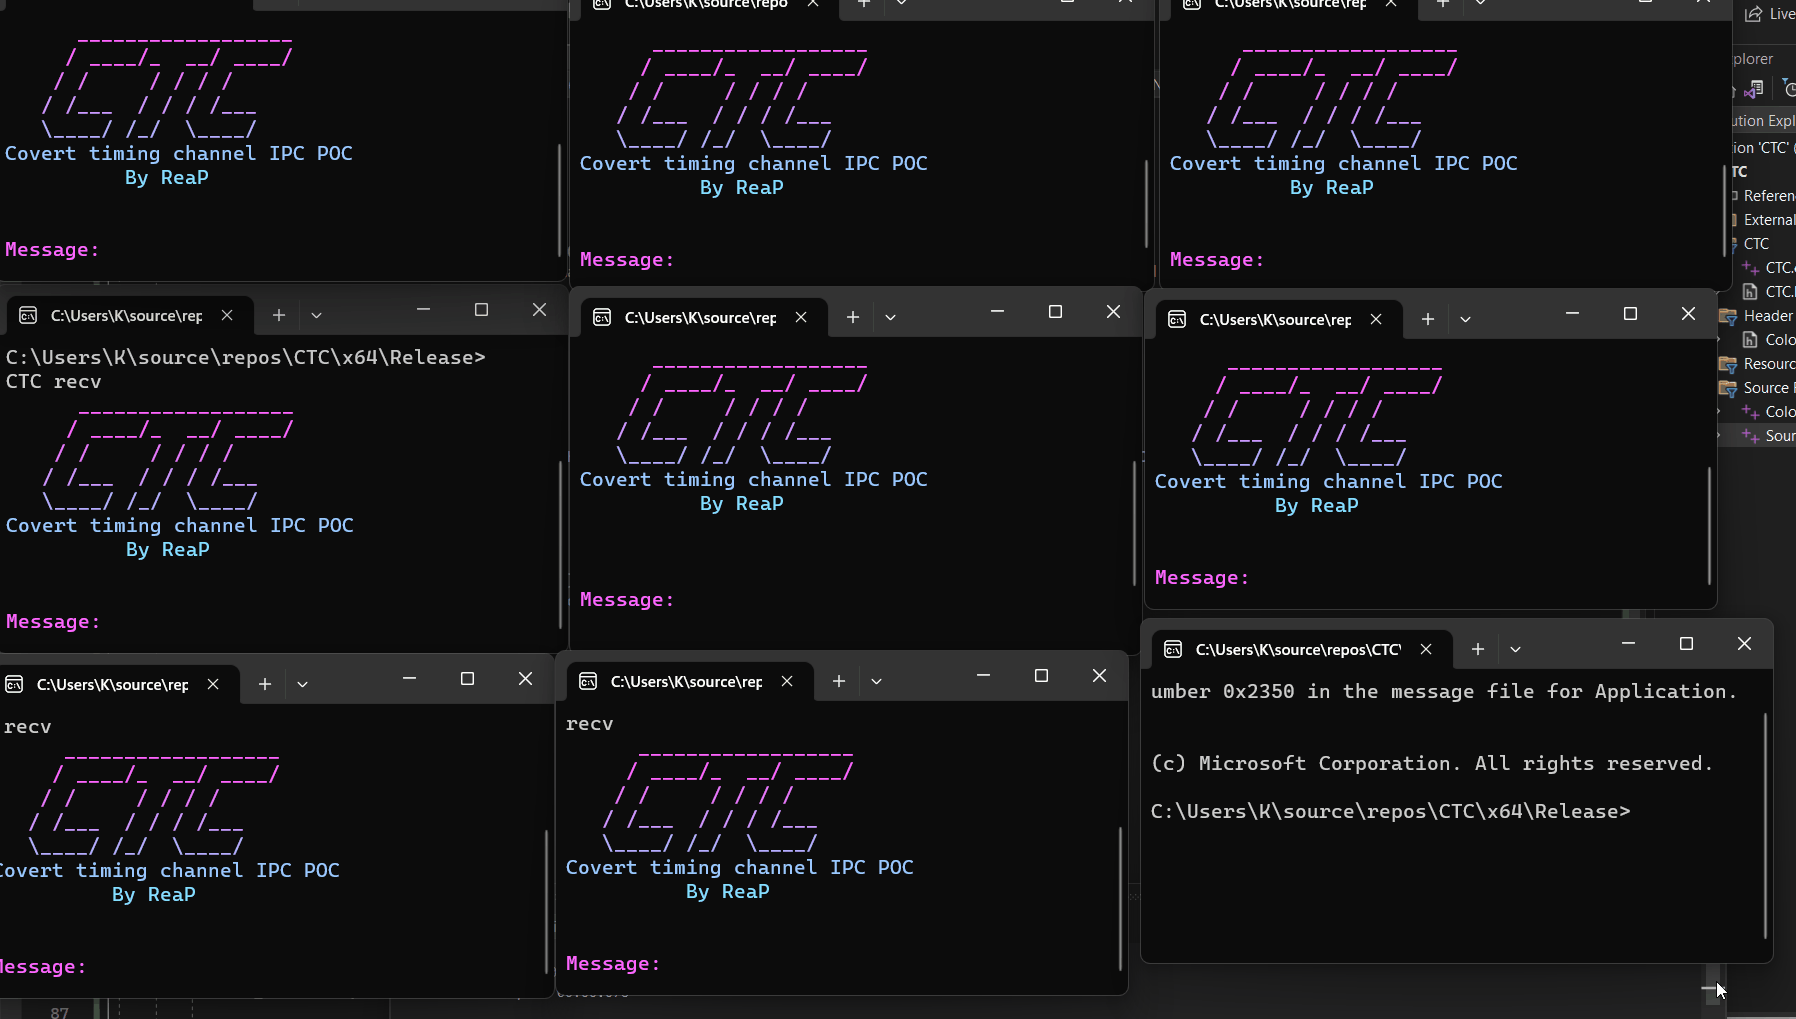 C:\Users\K\source\repo
C:\Users\K\source\rep
Live
plorer
ution Expl
ion 'CTC' (
TC
Referen
External
CTC
CTC.
CTC.
Header
Colo
Resourc
Source F
Colo
Sour
Covert timing channel IPC POC
By ReaP
Message:
Covert timing channel IPC POC
By ReaP
Message:
Covert timing channel IPC POC
By ReaP
Message:
C:\Users\K\source\rep
C:\Users\K\source\repos\CTC\x64\Release>
CTC recv
Covert timing channel IPC POC
By ReaP
Message:
C:\Users\K\source\rep
Covert timing channel IPC POC
By ReaP
Message:
C:\Users\K\source\rep
Covert timing channel IPC POC
By ReaP
Message:
C:\Users\K\source\rep
recv
Covert timing channel IPC POC
By ReaP
Message:
C:\Users\K\source\rep
recv
Covert timing channel IPC POC
By ReaP
Message:
C:\Users\K\source\repos\CTC\
umber 0x2350 in the message file for Application.
(c) Microsoft Corporation. All rights reserved.
C:\Users\K\source\repos\CTC\x64\Release>
87